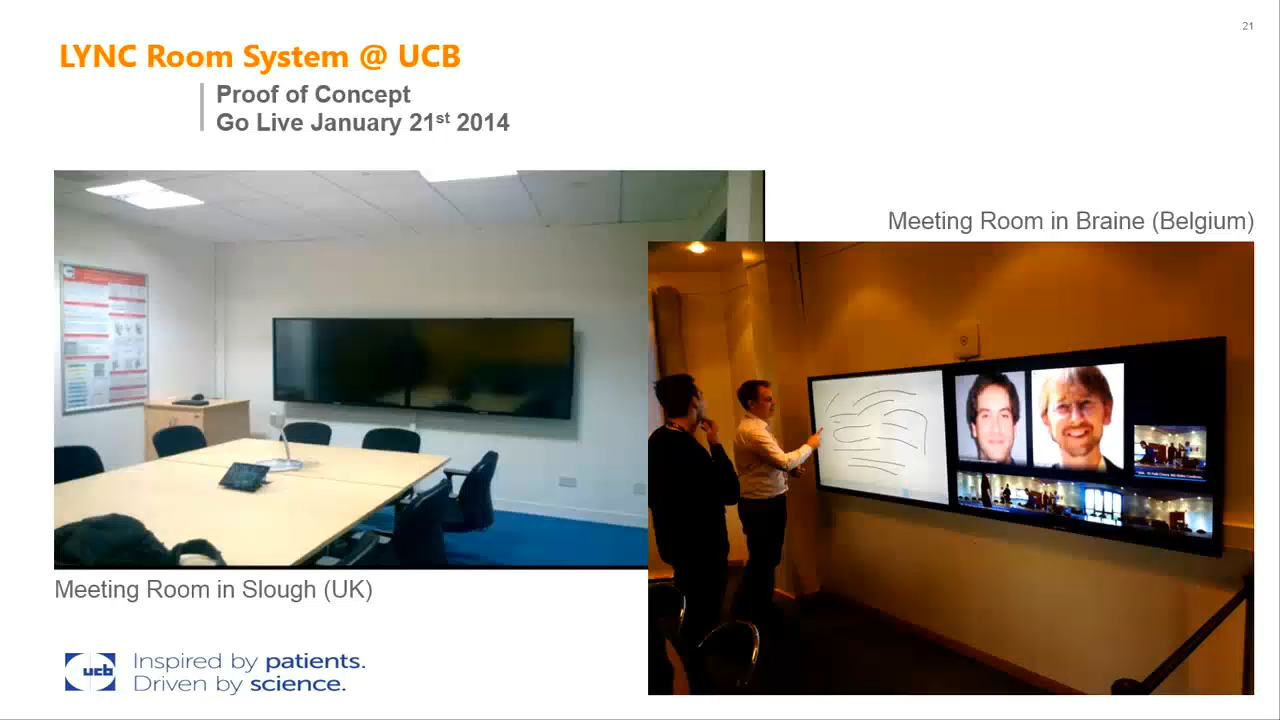 21
LYNC Room System @ UCB
Proof of Concept
Go Live January 21st 2014
Meeting Room in Braine (Belgium)
Meeting Room in Slough (UK)
ucb
Inspired by patients.
Driven by science.